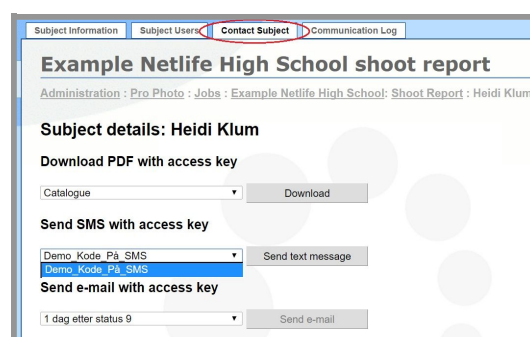 Subject Information Subject Users Contact Subject Communication Log
Example Netlife High School shoot report
Administration : Pro Photo : Jobs : Example Netlife High School: Shoot Report : Heidi Klum
Subject details: Heidi Klum
Download PDF with access key
Catalogue Download
Send SMS with access key
Demo_Kode_På_SMS Send text message
Demo_Kode_På_SMS
Send e-mail with access key
1 dag etter status 9 Send e-mail